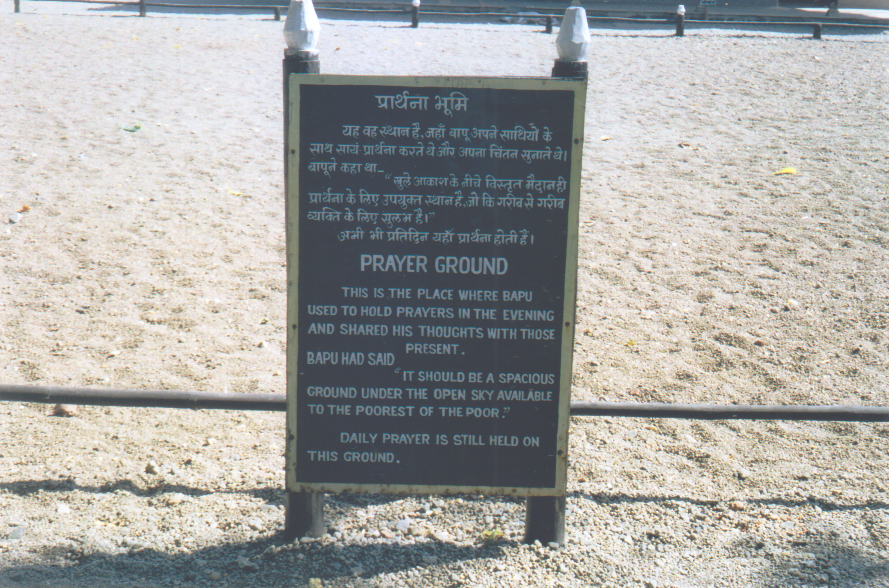 प्रार्थना भूमि
यह वह स्थान है, जहाँ बापू अपने साथियों के
साथ सायं प्रार्थना करते थे और अपना चिंतन सुनाते थे।
बापूने कहा था-
"खुले आकाश के नीचे विस्तृत मैदान ही
प्रार्थना के लिए उपयुक्त स्थान है, जो कि गरीब से गरीब
व्यक्ति के लिए सुलभ है।"
अभी भी प्रतिदिन यहाँ प्रार्थना होती है।
PRAYER GROUND
THIS IS THE PLACE WHERE BAPU
USED TO HOLD PRAYERS IN THE EVENING
AND SHARED HIS THOUGHTS WITH THOSE
PRESENT.
BAPU HAD SAID
"IT SHOULD BE A SPACIOUS
GROUND UNDER THE OPEN SKY AVAILABLE
TO THE POOREST OF THE POOR."
DAILY PRAYER IS STILL HELD ON
THIS GROUND.